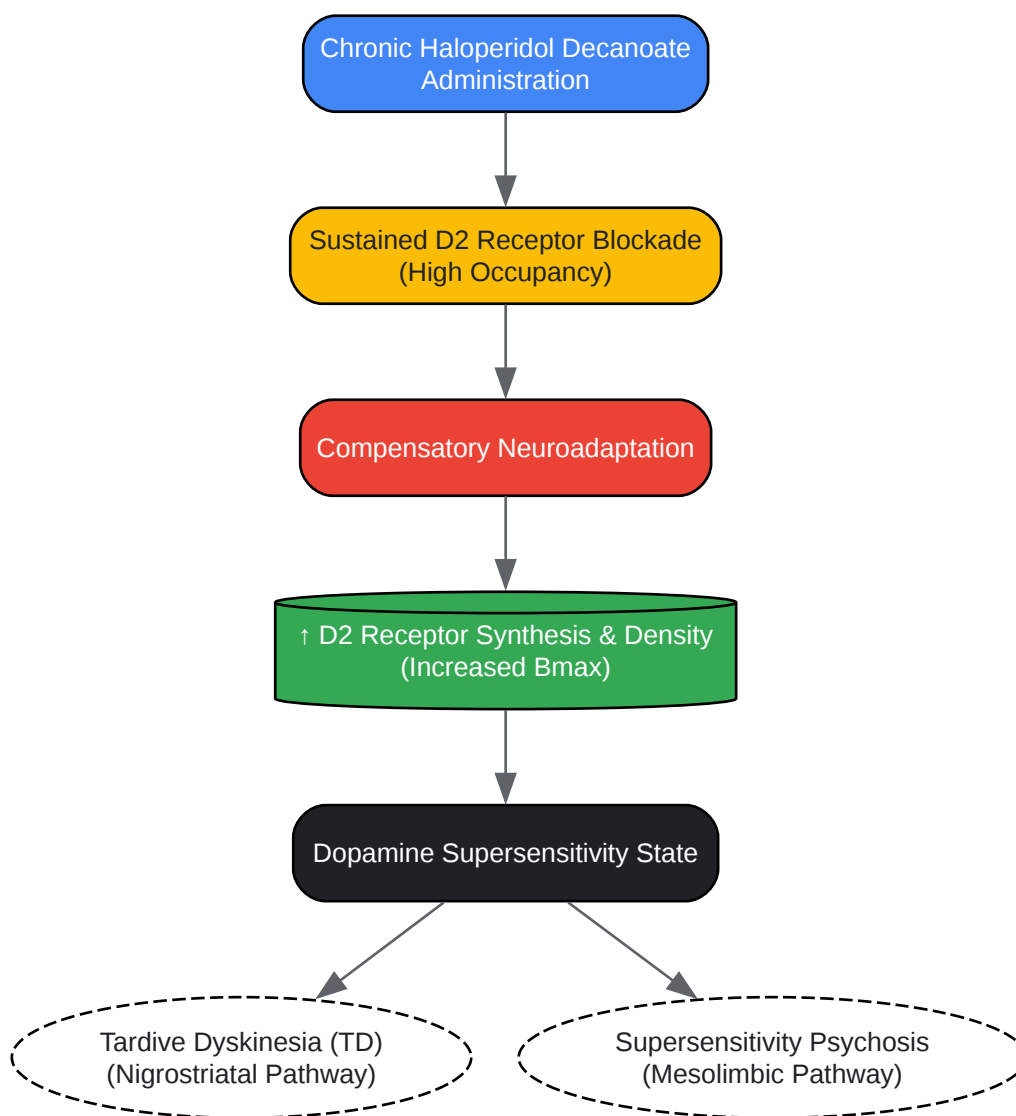 Chronic Haloperidol Decanoate
Administration
Sustained D2 Receptor Blockade
(High Occupancy)
Compensatory Neuroadaptation
↑ D2 Receptor Synthesis & Density
(Increased Bmax)
Dopamine Supersensitivity State
Tardive Dyskinesia (TD)
(Nigrostriatal Pathway)
Supersensitivity Psychosis
(Mesolimbic Pathway)